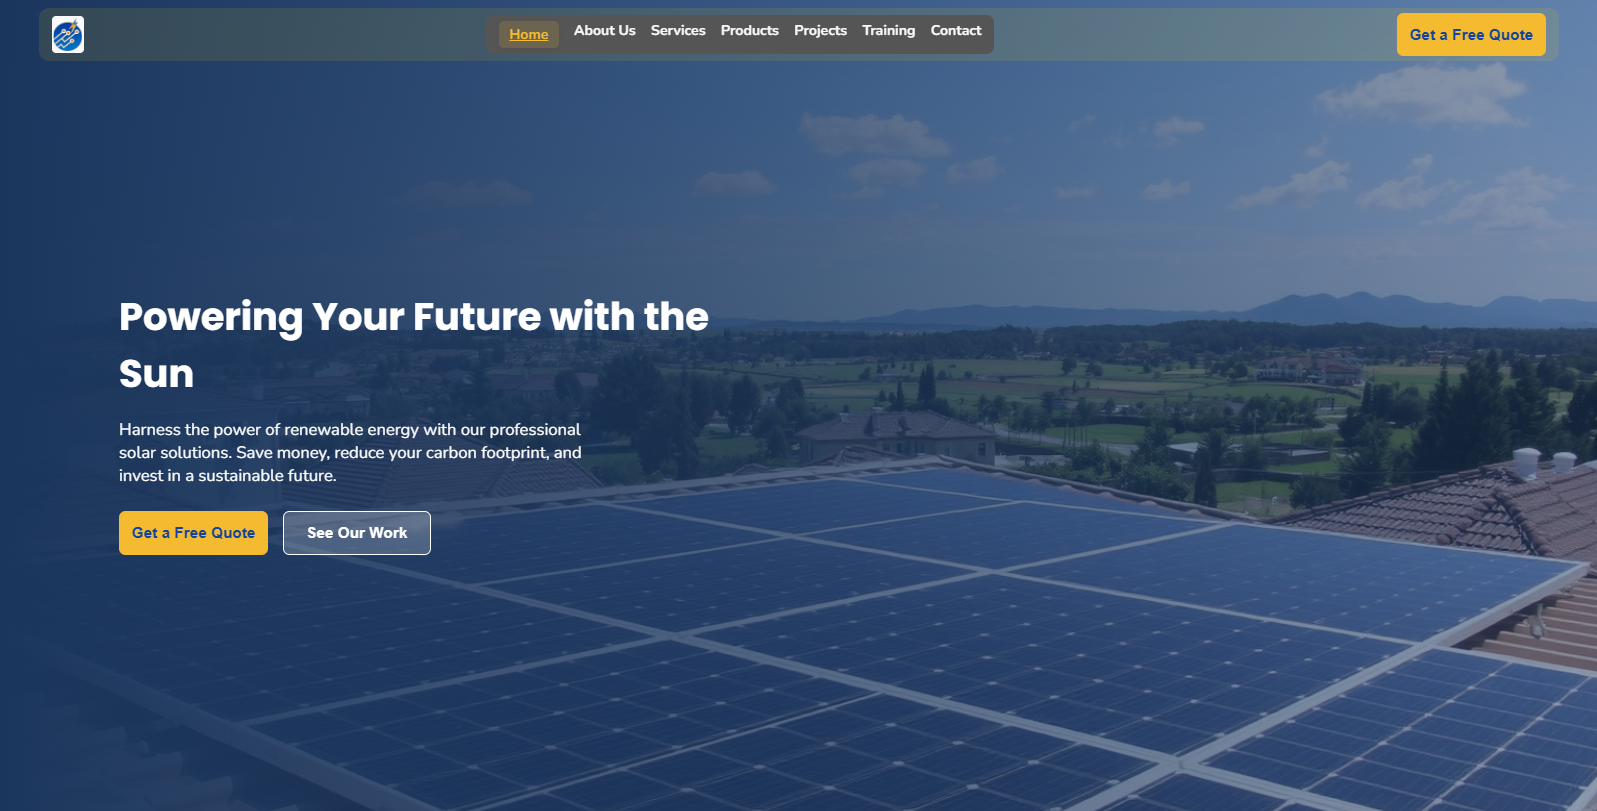 Home About Us Services Products Projects Training Contact Get a Free Quote
Powering Your Future with the
Sun
Harness the power of renewable energy with our professional
solar solutions. Save money, reduce your carbon footprint, and
invest in a sustainable future.
Get a Free Quote See Our Work